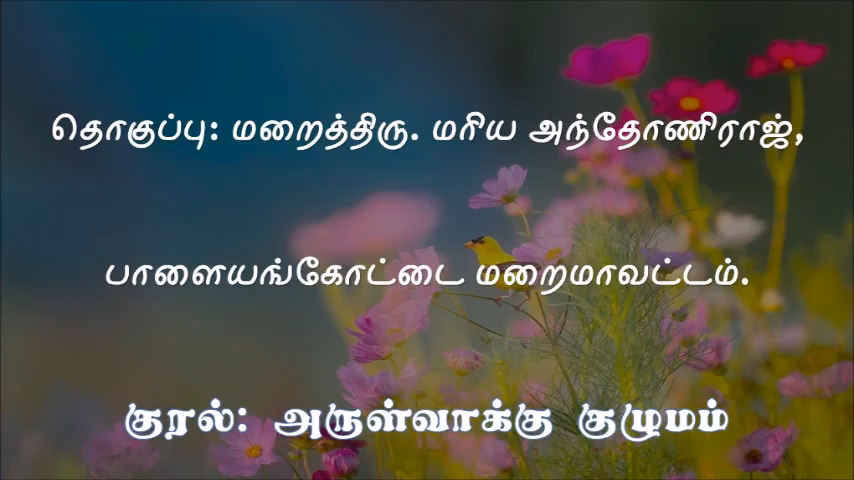 தொகுப்பு: மறைத்திரு. மரிய அந்தோணிராஜ்,
பாளையங்கோட்டை மறைமாவட்டம்.
குரல்: அருள்வாக்கு குழுமம்